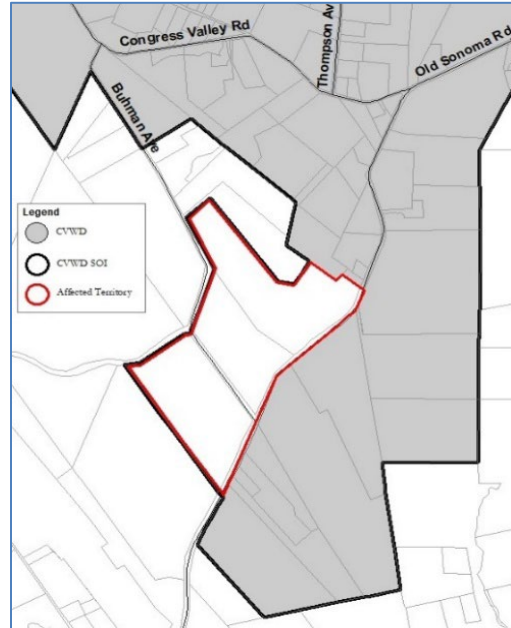 Congress Valley Rd
Thompson Av
Old Sonoma Rd
Buhman Ave
Legend
CVWD
CVWD SOI
Affected Territory